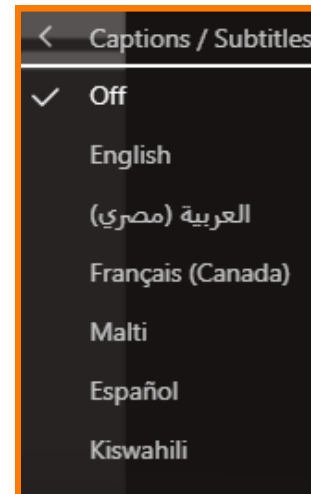 Captions / Subtitles
Off
English
العربية (مصري)
Français (Canada)
Malti
Español
Kiswahili